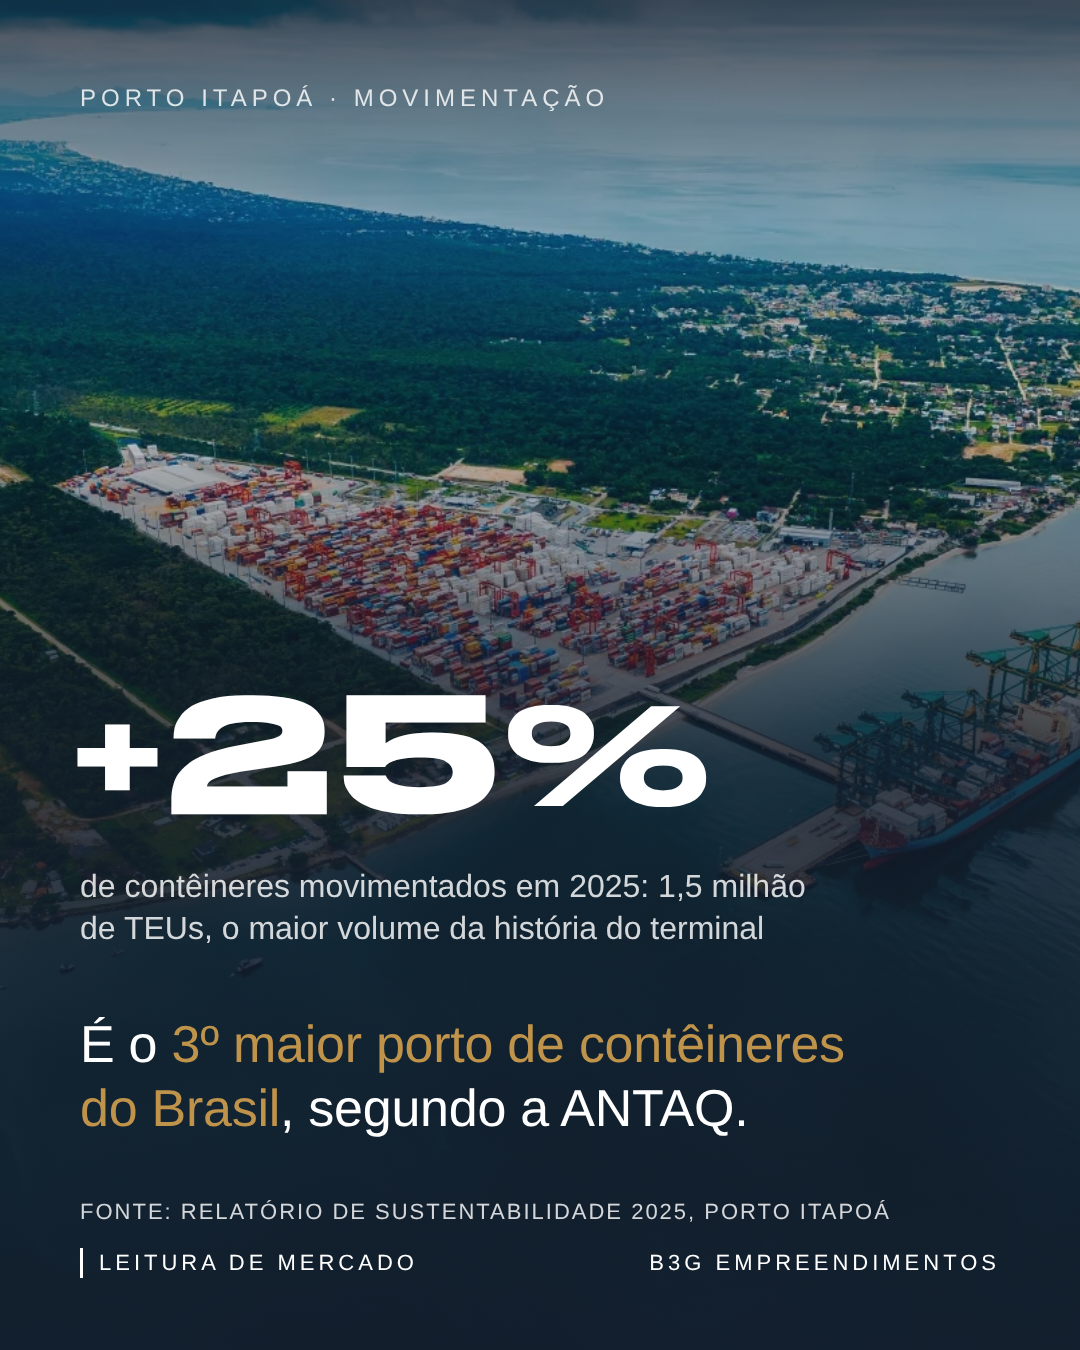 PORTO ITAPOÁ · MOVIMENTAÇÃO
+25%
de contêineres movimentados em 2025: 1,5 milhão
de TEUs, o maior volume da história do terminal
É o 3º maior porto de contêineres
do Brasil, segundo a ANTAQ.
FONTE: RELATÓRIO DE SUSTENTABILIDADE 2025, PORTO ITAPOÁ
LEITURA DE MERCADO
B3G EMPREENDIMENTOS